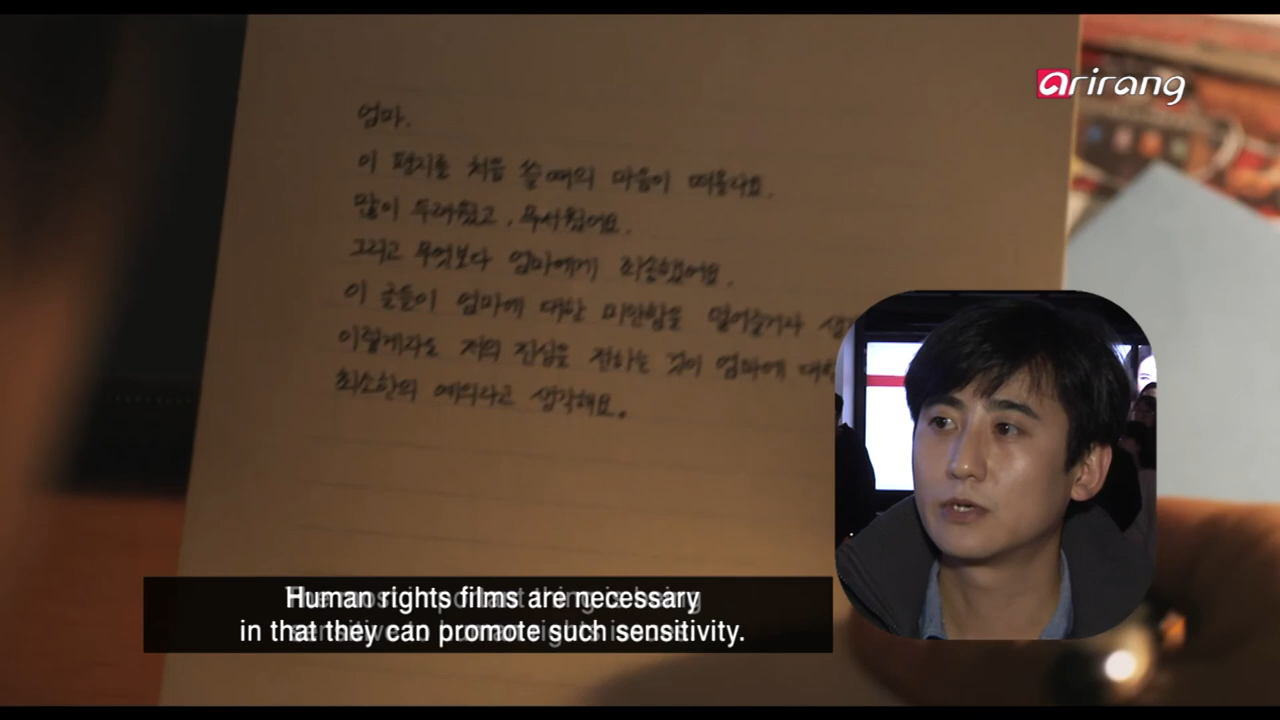 arirang
엄마.
이 편지를 처음 쓸 때의 마음이 떠올라요.
많이 두려웠고, 무서웠어요.
그리고 무엇보다 엄마에게 죄송했어요.
이 글들이 엄마에 대한 미안함을 덜어줄거라
이렇게라도 저의 진심을 전하는 것이 엄마에
최소한의 예의라고 생각해요.
Human rights films are necessary
in that they can promote such sensitivity.